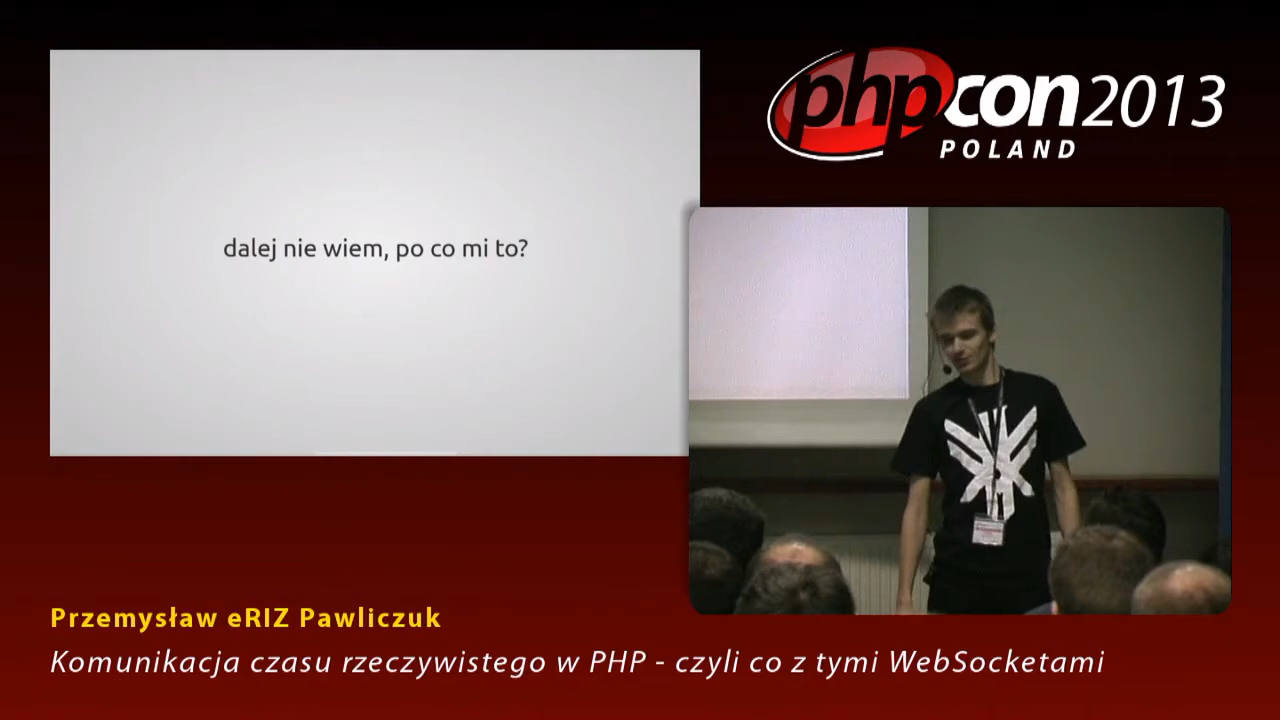 phpcon2013
POLAND
dalej nie wiem, po co mi to?
Przemysław eRIZ Pawliczuk
Komunikacja czasu rzeczywistego w PHP - czyli co z tymi WebSocketami